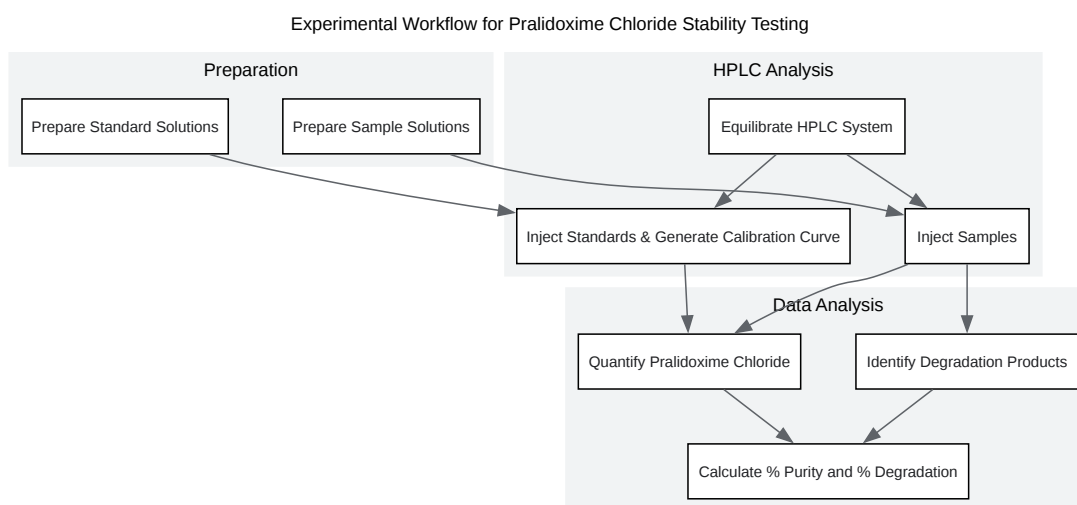 Experimental Workflow for Pralidoxime Chloride Stability Testing
Preparation
HPLC Analysis
Prepare Standard Solutions
Prepare Sample Solutions
Equilibrate HPLC System
Inject Standards & Generate Calibration Curve
Inject Samples
Data Analysis
Quantify Pralidoxime Chloride
Identify Degradation Products
Calculate % Purity and % Degradation